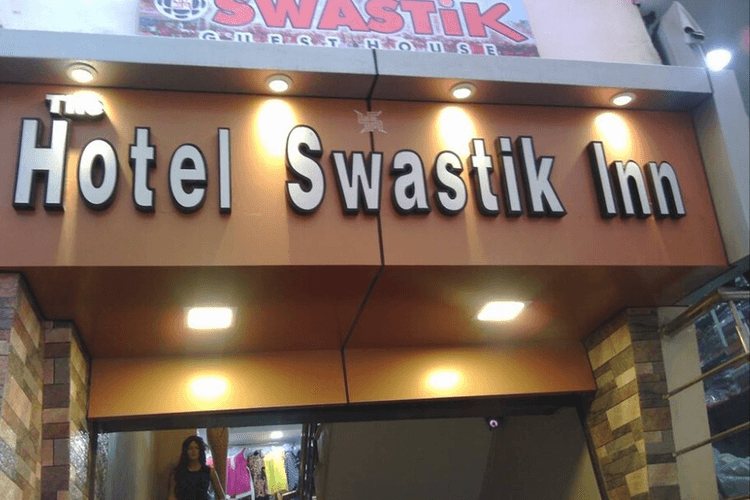 SWASTiK
GUEST HOUSE
THE
Hotel Swastik Inn